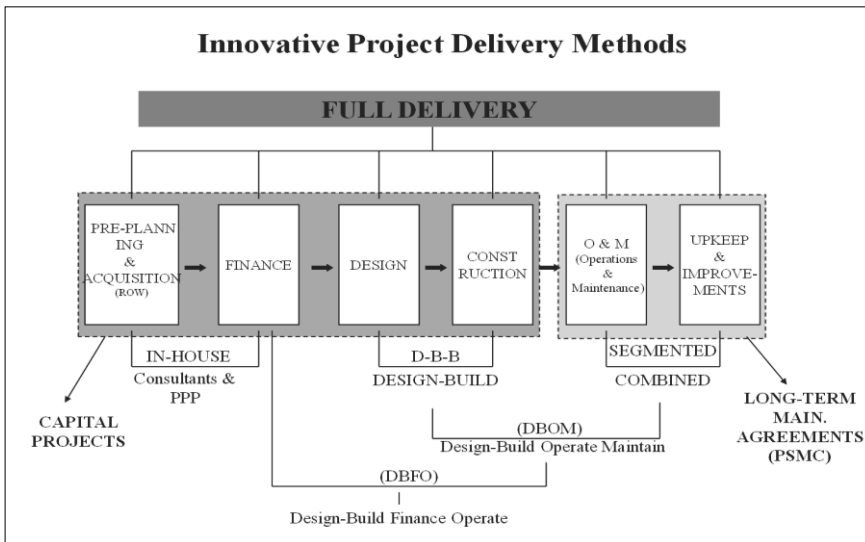 Innovative Project Delivery Methods
FULL DELIVERY
PRE-PLANN
ING
&
ACQUISITION
(ROW)
FINANCE
DESIGN
CONST
RUCTION
O & M
(Operations
&
Maintenance)
UPKEEP
&
IMPROVE-
MENTS
IN-HOUSE
Consultants &
PPP
D-B-B
DESIGN-BUILD
SEGMENTED
COMBINED
CAPITAL
PROJECTS
LONG-TERM
MAIN.
AGREEMENTS
(PSMC)
(DBOM)
Design-Build Operate Maintain
(DBFO)
Design-Build Finance Operate